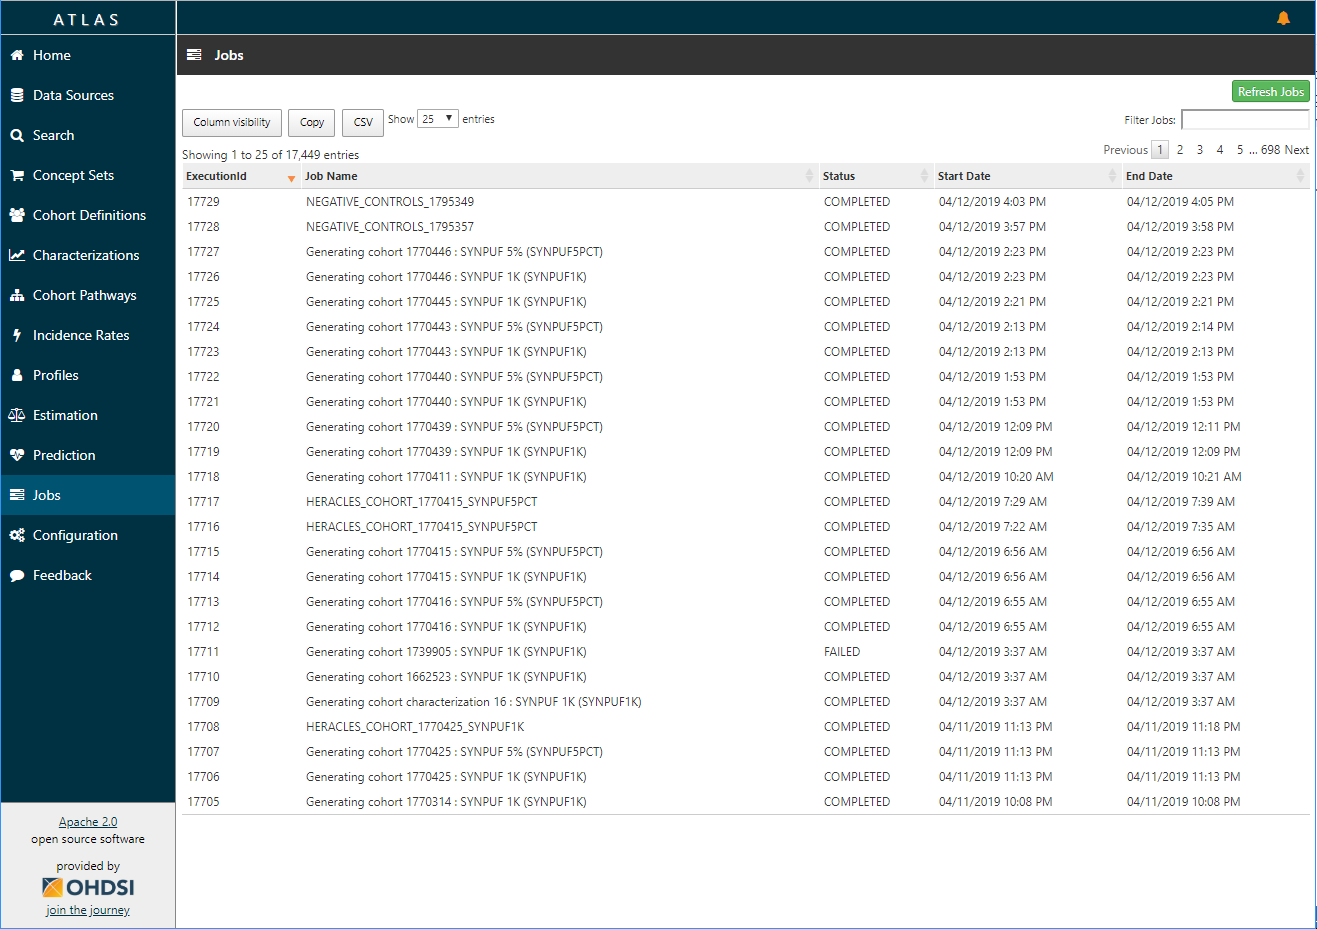 ATLAS
Home
Data Sources
Search
Concept Sets
Cohort Definitions
Characterizations
Cohort Pathways
Incidence Rates
Profiles
Estimation
Prediction
Jobs
Configuration
Feedback
Apache 2.0
open source software
provided by
OHDSI
join the journey
Jobs
Refresh Jobs
Column visibility Copy CSV Show 25 entries Filter Jobs:
Showing 1 to 25 of 17,449 entries Previous 1 2 3 4 5 ... 698 Next
ExecutionId Job Name Status Start Date End Date
17729 NEGATIVE_CONTROLS_1795349 COMPLETED 04/12/2019 4:03 PM 04/12/2019 4:05 PM
17728 NEGATIVE_CONTROLS_1795357 COMPLETED 04/12/2019 3:57 PM 04/12/2019 3:58 PM
17727 Generating cohort 1770446 : SYNPUF 5% (SYNPUF5PCT) COMPLETED 04/12/2019 2:23 PM 04/12/2019 2:23 PM
17726 Generating cohort 1770446 : SYNPUF 1K (SYNPUF1K) COMPLETED 04/12/2019 2:23 PM 04/12/2019 2:23 PM
17725 Generating cohort 1770445 : SYNPUF 1K (SYNPUF1K) COMPLETED 04/12/2019 2:21 PM 04/12/2019 2:21 PM
17724 Generating cohort 1770443 : SYNPUF 5% (SYNPUF5PCT) COMPLETED 04/12/2019 2:13 PM 04/12/2019 2:14 PM
17723 Generating cohort 1770443 : SYNPUF 1K (SYNPUF1K) COMPLETED 04/12/2019 2:13 PM 04/12/2019 2:13 PM
17722 Generating cohort 1770440 : SYNPUF 5% (SYNPUF5PCT) COMPLETED 04/12/2019 1:53 PM 04/12/2019 1:53 PM
17721 Generating cohort 1770440 : SYNPUF 1K (SYNPUF1K) COMPLETED 04/12/2019 1:53 PM 04/12/2019 1:53 PM
17720 Generating cohort 1770439 : SYNPUF 5% (SYNPUF5PCT) COMPLETED 04/12/2019 12:09 PM 04/12/2019 12:11 PM
17719 Generating cohort 1770439 : SYNPUF 1K (SYNPUF1K) COMPLETED 04/12/2019 12:09 PM 04/12/2019 12:09 PM
17718 Generating cohort 1770411 : SYNPUF 1K (SYNPUF1K) COMPLETED 04/12/2019 10:20 AM 04/12/2019 10:21 AM
17717 HERACLES_COHORT_1770415_SYNPUF5PCT COMPLETED 04/12/2019 7:29 AM 04/12/2019 7:39 AM
17716 HERACLES_COHORT_1770415_SYNPUF5PCT COMPLETED 04/12/2019 7:22 AM 04/12/2019 7:35 AM
17715 Generating cohort 1770415 : SYNPUF 5% (SYNPUF5PCT) COMPLETED 04/12/2019 6:56 AM 04/12/2019 6:56 AM
17714 Generating cohort 1770415 : SYNPUF 1K (SYNPUF1K) COMPLETED 04/12/2019 6:56 AM 04/12/2019 6:56 AM
17713 Generating cohort 1770416 : SYNPUF 5% (SYNPUF5PCT) COMPLETED 04/12/2019 6:55 AM 04/12/2019 6:55 AM
17712 Generating cohort 1770416 : SYNPUF 1K (SYNPUF1K) COMPLETED 04/12/2019 6:55 AM 04/12/2019 6:55 AM
17711 Generating cohort 1739905 : SYNPUF 1K (SYNPUF1K) FAILED 04/12/2019 3:37 AM 04/12/2019 3:37 AM
17710 Generating cohort 1662523 : SYNPUF 1K (SYNPUF1K) COMPLETED 04/12/2019 3:37 AM 04/12/2019 3:37 AM
17709 Generating cohort characterization 16 : SYNPUF 1K (SYNPUF1K) COMPLETED 04/12/2019 3:37 AM 04/12/2019 3:37 AM
17708 HERACLES_COHORT_1770425_SYNPUF1K COMPLETED 04/11/2019 11:13 PM 04/11/2019 11:18 PM
17707 Generating cohort 1770425 : SYNPUF 5% (SYNPUF5PCT) COMPLETED 04/11/2019 11:13 PM 04/11/2019 11:13 PM
17706 Generating cohort 1770425 : SYNPUF 1K (SYNPUF1K) COMPLETED 04/11/2019 11:13 PM 04/11/2019 11:13 PM
17705 Generating cohort 1770314 : SYNPUF 1K (SYNPUF1K) COMPLETED 04/11/2019 10:08 PM 04/11/2019 10:08 PM